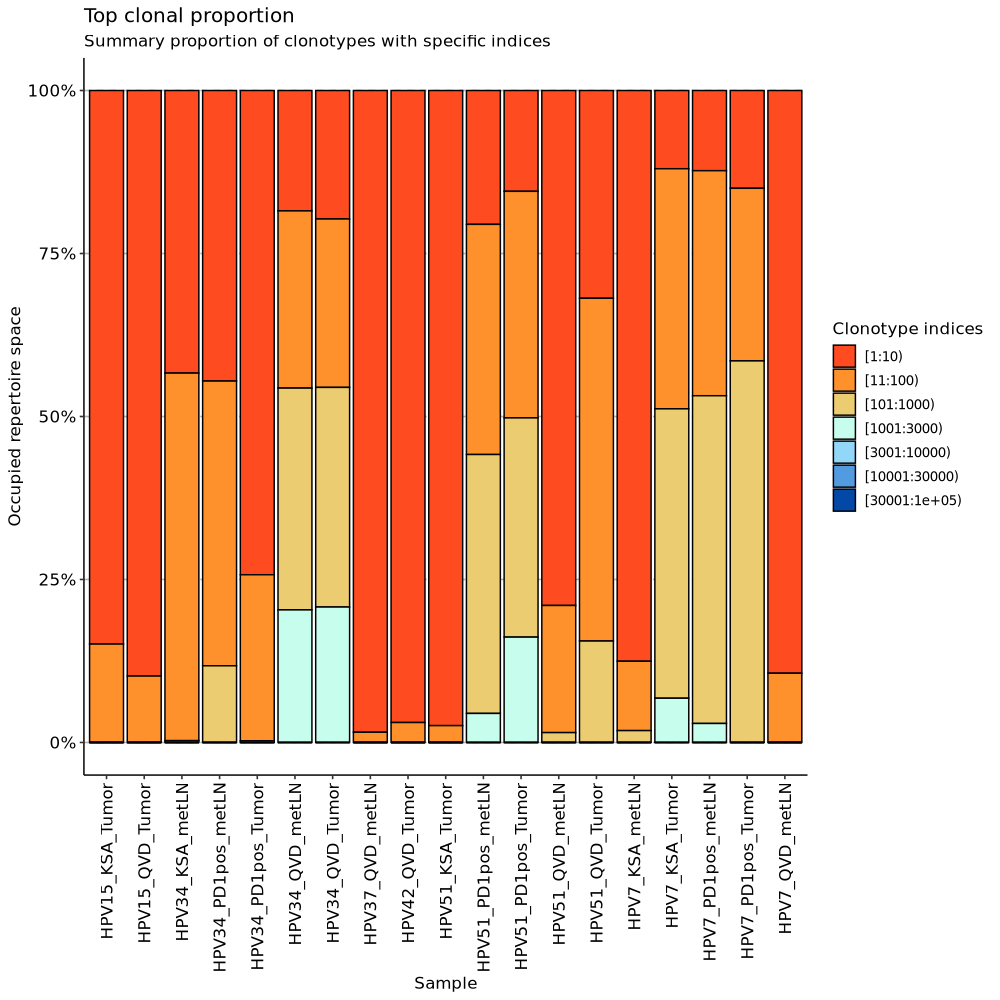 Top clonal proportion
Summary proportion of clonotypes with specific indices
100%
75%
50%
25%
0%
Occupied repertoire space
HPV15_KSA_Tumor
HPV15_QVD_Tumor
HPV34_KSA_metLN
HPV34_PD1pos_metLN
HPV34_PD1pos_Tumor
HPV34_QVD_metLN
HPV34_QVD_Tumor
HPV37_QVD_metLN
HPV42_QVD_Tumor
HPV51_KSA_Tumor
HPV51_PD1pos_metLN
HPV51_PD1pos_Tumor
HPV51_QVD_metLN
HPV51_QVD_Tumor
HPV7_KSA_metLN
HPV7_KSA_Tumor
HPV7_PD1pos_metLN
HPV7_PD1pos_Tumor
HPV7_QVD_metLN
Sample
Clonotype indices
[1:10)
[11:100)
[101:1000)
[1001:3000)
[3001:10000)
[10001:30000)
[30001:1e+05)